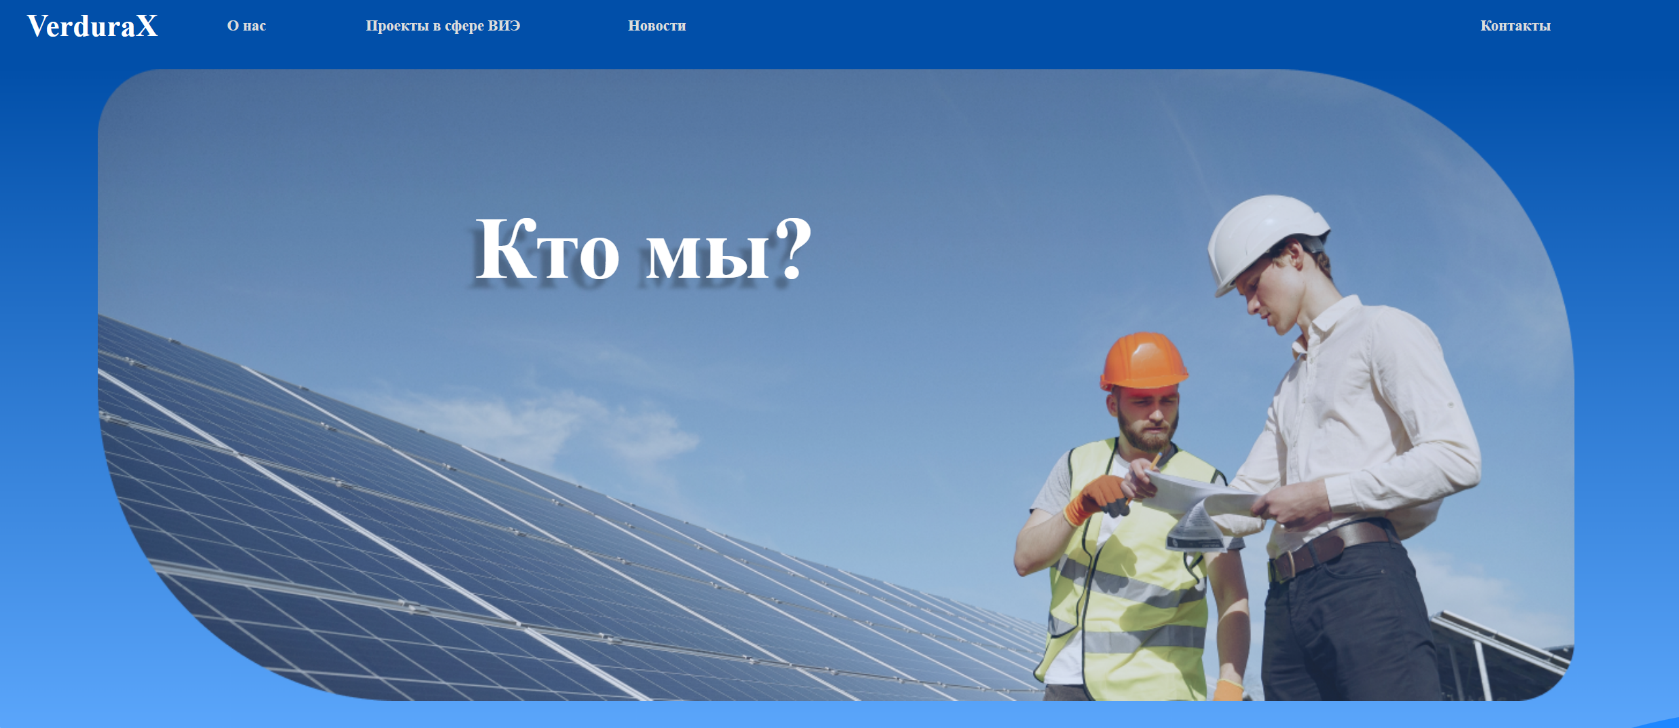 VerduraX
О нас
Проекты в сфере ВИЭ
Новости
Контакты
Кто мы?